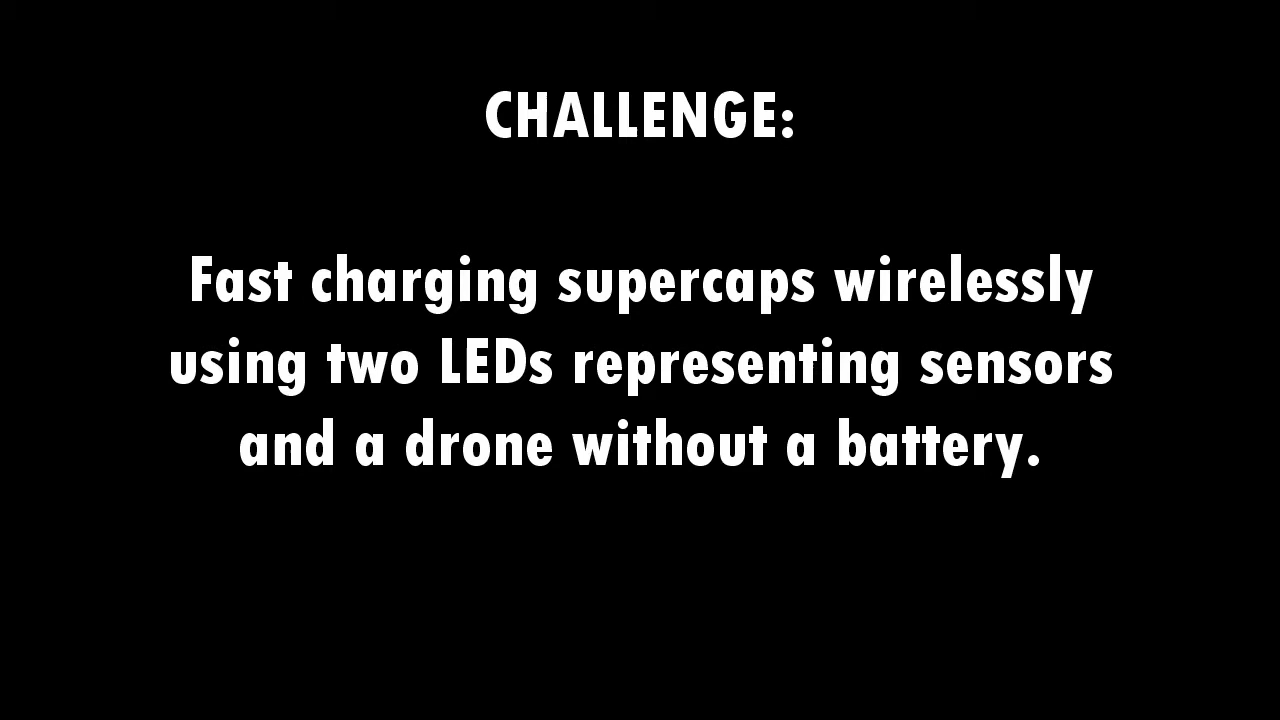 CHALLENGE:
Fast charging supercaps wirelessly
using two LEDs representing sensors
and a drone without a battery.